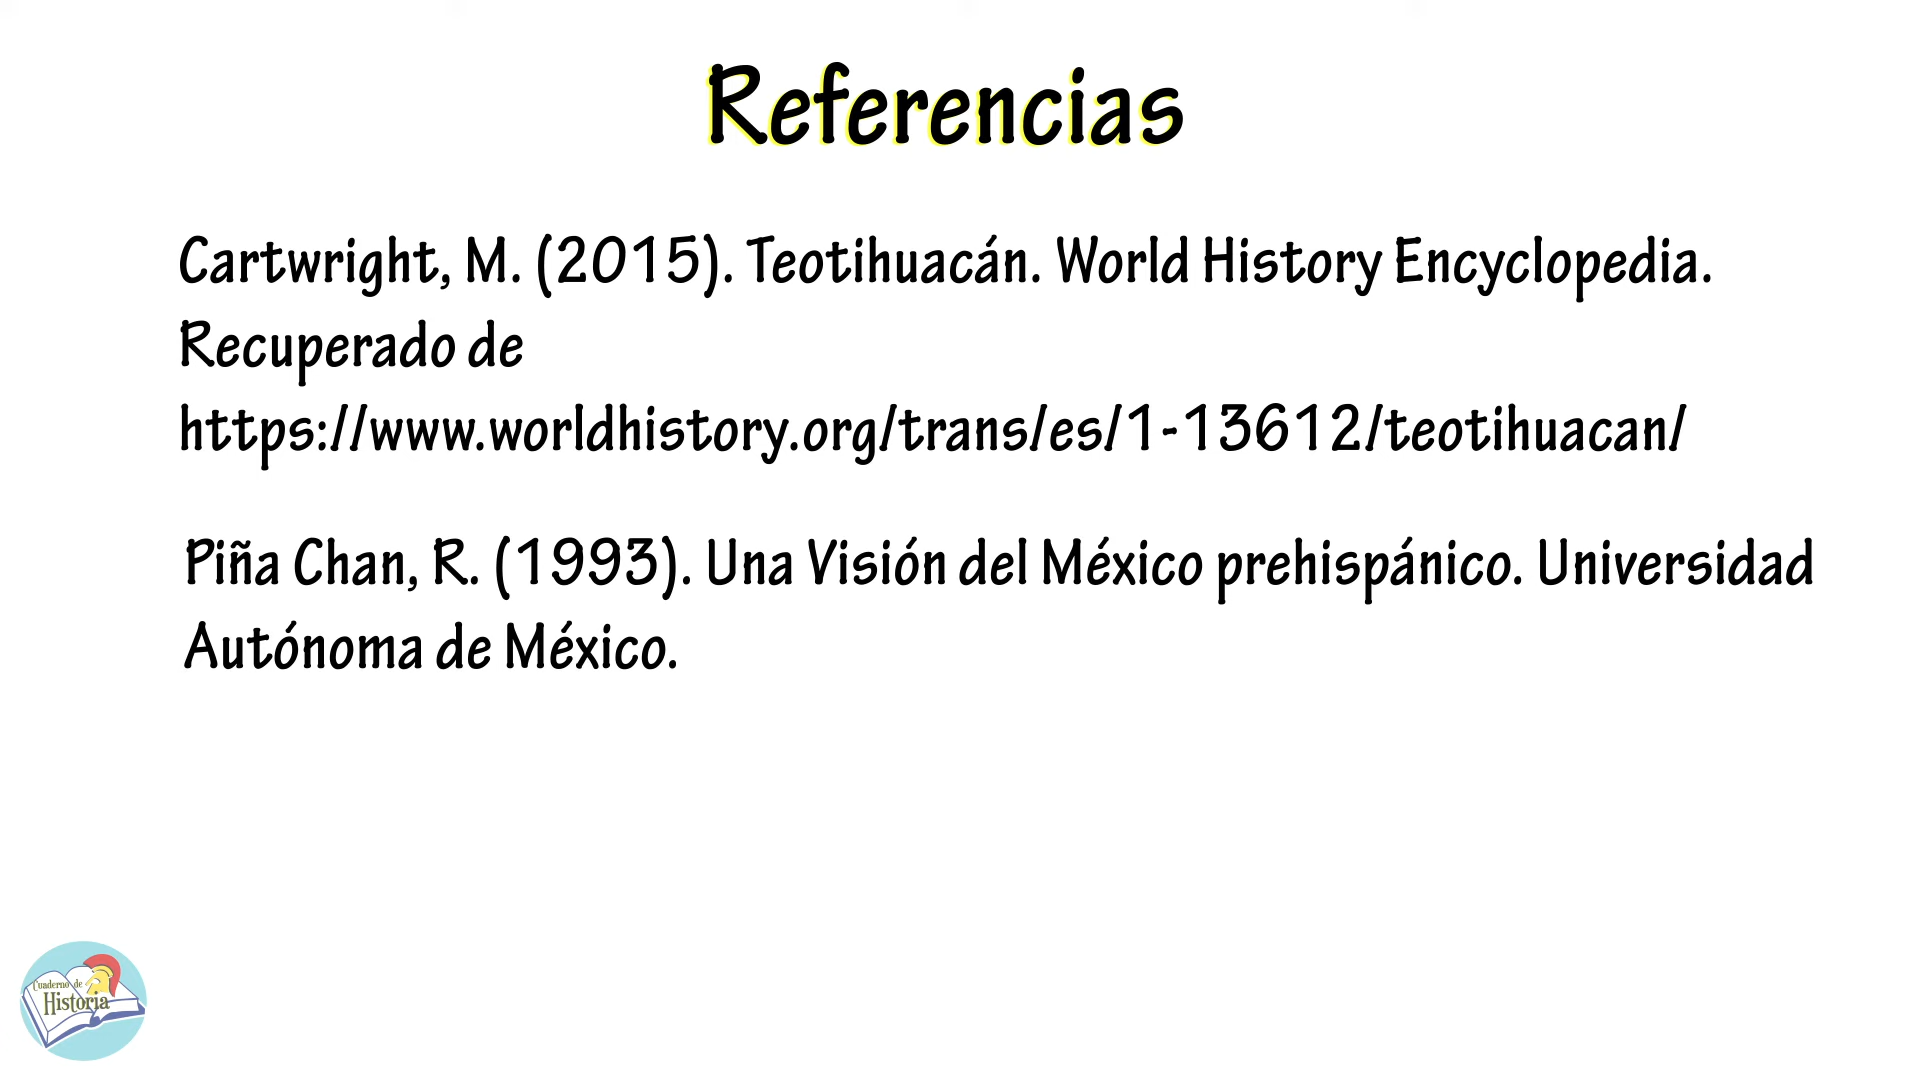 Referencias
Cartwright, M. (2015). Teotihuacán. World History Encyclopedia.
Recuperado de
https://www.worldhistory.org/trans/es/1-13612/teotihuacan/
Piña Chan, R. (1993). Una Visión del México prehispánico. Universidad
Autónoma de México.
Cuaderno de
Historia